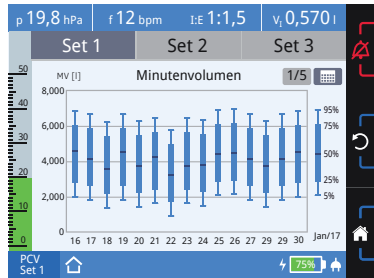 p 19,8 hPa f 12 bpm I:E 1:1,5 Vt 0,570 l
Set 1 Set 2 Set 3
MV [l] Minutenvolumen 1/5
50
40
30
20
10
0
8,000
6,000
4,000
2,000
0
95%
75%
50%
25%
5%
16 17 18 19 20 21 22 23 24 25 26 27 29 29 30 Jan/17
PCV
Set 1
75%